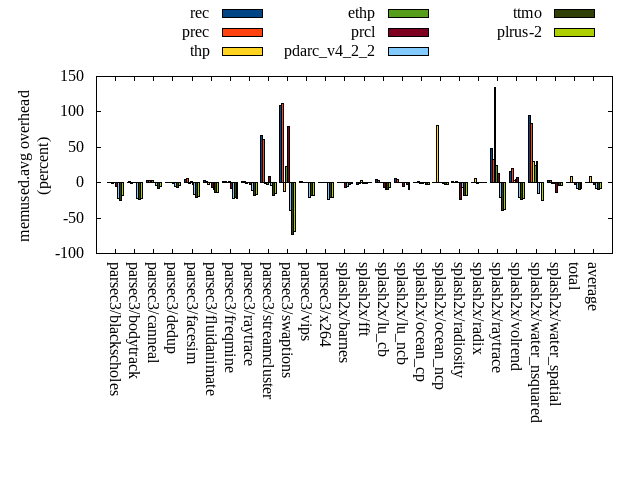 rec ethp ttmo
prec prcl plrus-2
thp pdarc_v4_2_2
memused.avg overhead
(percent)
150
100
50
0
-50
-100
parsec3/blackscholes
parsec3/bodytrack
parsec3/canneal
parsec3/dedup
parsec3/facesim
parsec3/fluidanimate
parsec3/freqmine
parsec3/raytrace
parsec3/streamcluster
parsec3/swaptions
parsec3/vips
parsec3/x264
splash2x/barnes
splash2x/fft
splash2x/lu_cb
splash2x/lu_ncb
splash2x/ocean_cp
splash2x/ocean_ncp
splash2x/radiosity
splash2x/radix
splash2x/raytrace
splash2x/volrend
splash2x/water_nsquared
splash2x/water_spatial
total
average